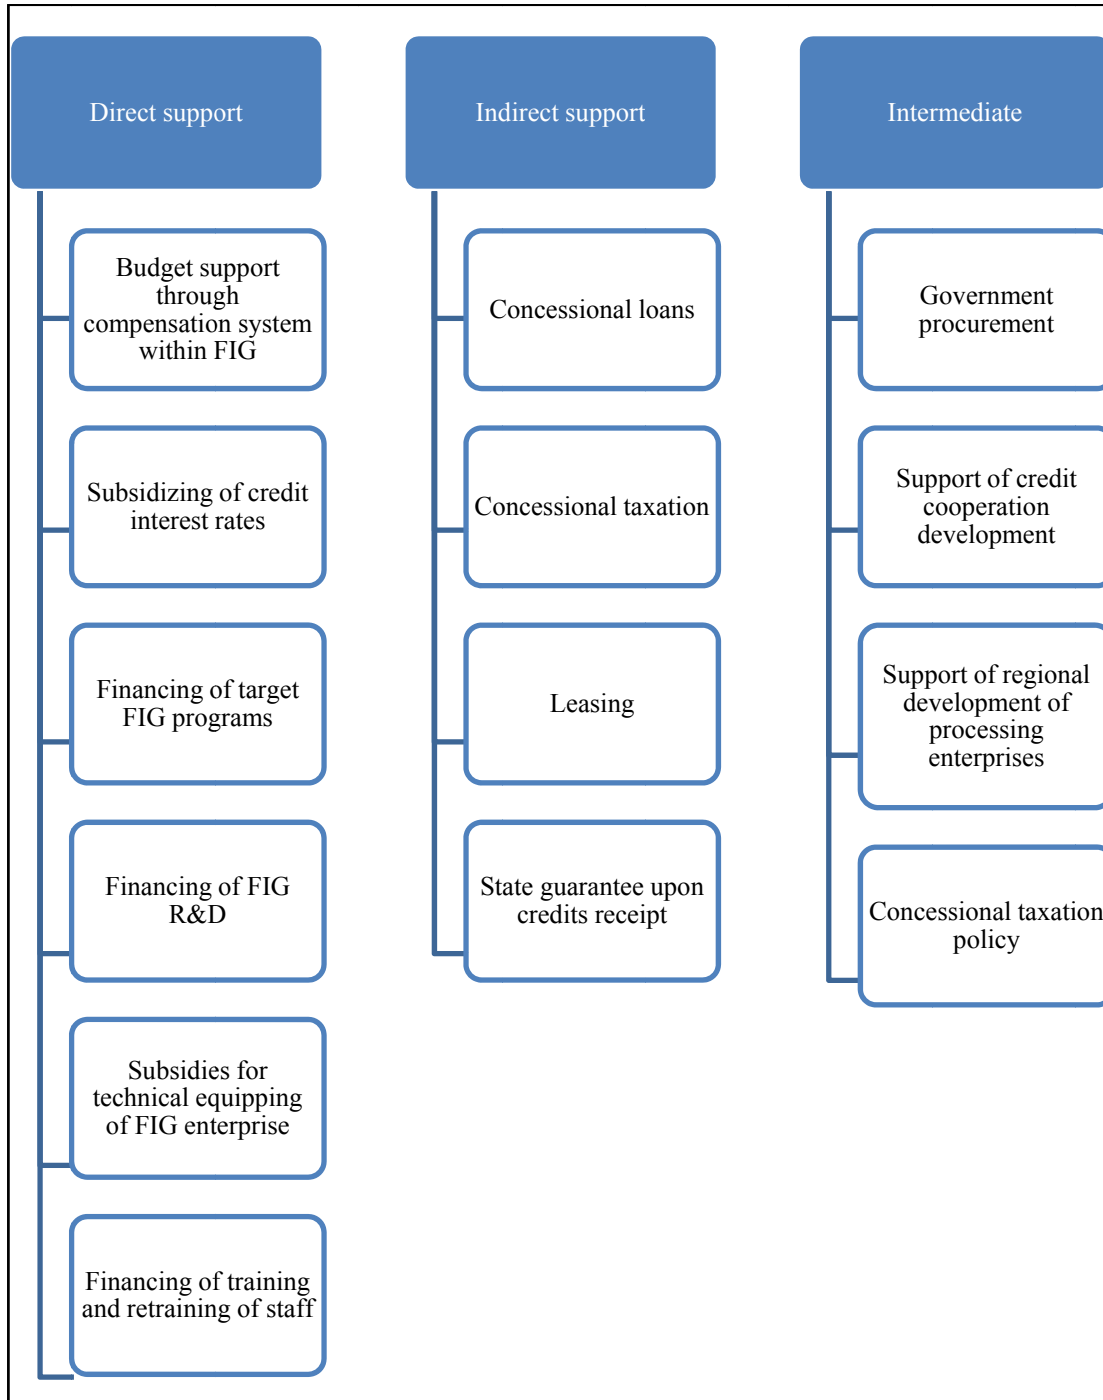 Direct support
Budget support
through
compensation system
within FIG
Subsidizing of credit
interest rates
Financing of target
FIG programs
Financing of FIG
R&D
Subsidies for
technical equipping
of FIG enterprise
Financing of training
and retraining of staff
Indirect support
Concessional loans
Concessional taxation
Leasing
State guarantee upon
credits receipt
Intermediate
Government
procurement
Support of credit
cooperation
development
Support of regional
development of
processing
enterprises
Concessional taxation
policy